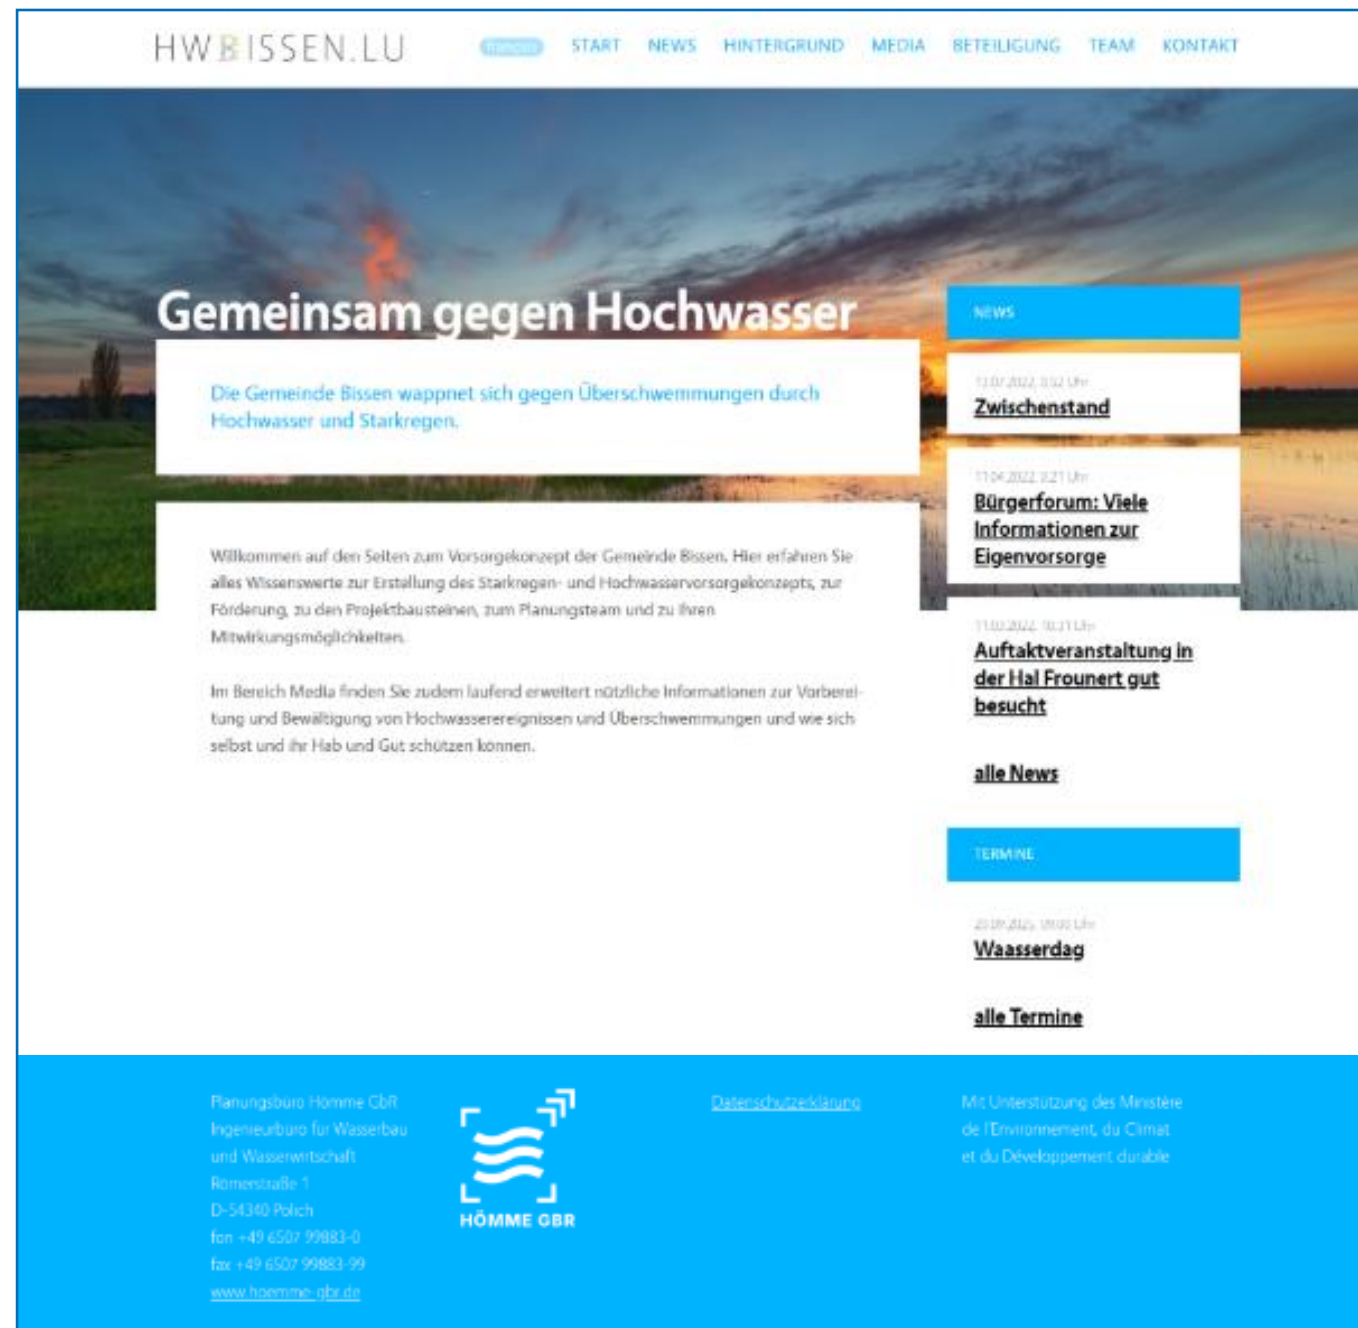 HWBISSEN.LU
français START NEWS HINTERGRUND MEDIA BETEILIGUNG TEAM KONTAKT
Gemeinsam gegen Hochwasser
Die Gemeinde Bissen wappnet sich gegen Überschwemmungen durch
Hochwasser und Starkregen.
Willkommen auf den Seiten zum Vorsorgekonzept der Gemeinde Bissen. Hier erfahren Sie
alles Wissenswerte zur Erstellung des Starkregen- und Hochwasservorsorgekonzepts, zur
Förderung, zu den Projektbausteinen, zum Planungsteam und zu Ihren
Mitwirkungsmöglichkeiten.
Im Bereich Media finden Sie zudem laufend erweitert nützliche Informationen zur Vorberei-
tung und Bewältigung von Hochwasserereignissen und Überschwemmungen und wie sich
selbst und ihr Hab und Gut schützen können.
NEWS
Zwischenstand
Bürgerforum: Viele
Informationen zur
Eigenvorsorge
Auftaktveranstaltung in
der Hal Frounert gut
besucht
alle News
TERMINE
Waasserdag
alle Termine
Planungsbüro Hömme GbR
Ingenieurbüro für Wasserbau
und Wasserwirtschaft
Römerstraße 1
D-54340 Pölich
fon +49 6507 99883-0
fax +49 6507 99883-99
www.hoemme-gbr.de
HÖMME GBR
Datenschutzerklärung
Mit Unterstützung des Ministère
de l'Environnement, du Climat
et du Développement durable